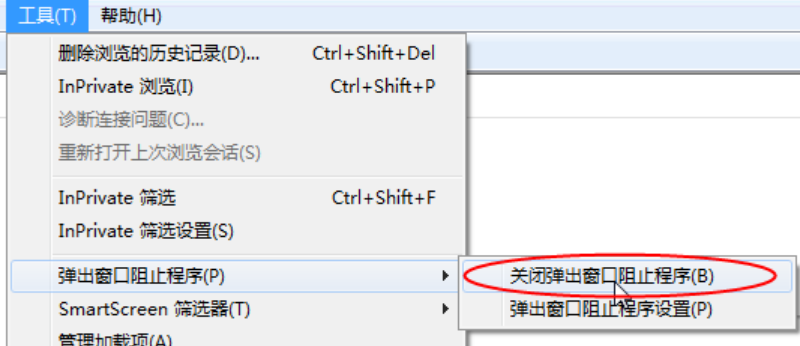 工具(T) 帮助(H)
删除浏览的历史记录(D)... Ctrl+Shift+Del
InPrivate 浏览(I) Ctrl+Shift+P
诊断连接问题(C)...
重新打开上次浏览会话(S)
InPrivate 筛选 Ctrl+Shift+F
InPrivate 筛选设置(S)
弹出窗口阻止程序(P) 关闭弹出窗口阻止程序(B)
SmartScreen 筛选器(T) 弹出窗口阻止程序设置(P)
管理加载项(A)